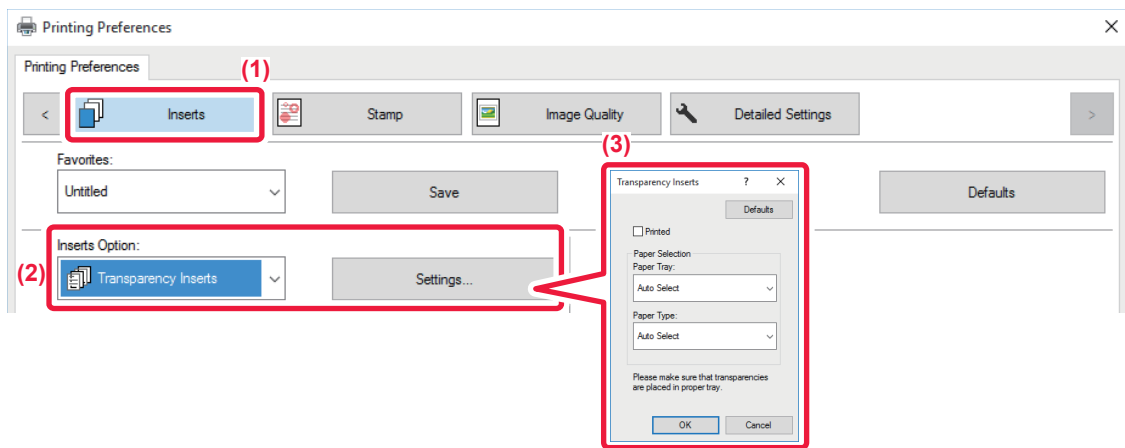 Printing Preferences
Printing Preferences
(1)
<
Inserts
Stamp
Image Quality
Detailed Settings
>
Favorites:
Untitled
Save
Defaults
(2)
Inserts Option:
Transparency Inserts
Settings...
(3)
Transparency Inserts ? X
Defaults
Printed
Paper Selection
Paper Tray:
Auto Select
Paper Type:
Auto Select
Please make sure that transparencies
are placed in proper tray.
OK
Cancel